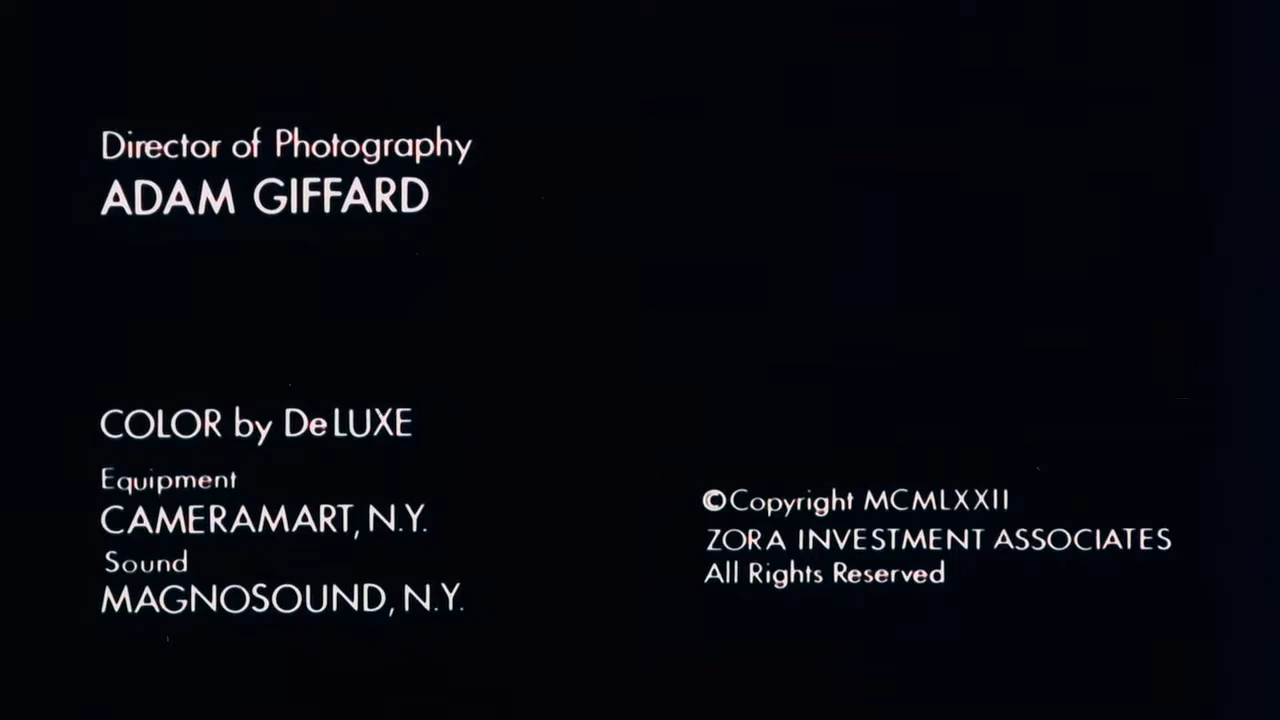 Director of Photography
ADAM GIFFARD
COLOR by DeLUXE
Equipment
CAMERAMART, N.Y.
Sound
MAGNOSOUND, N.Y.
©Copyright MCMLXXII
ZORA INVESTMENT ASSOCIATES
All Rights Reserved